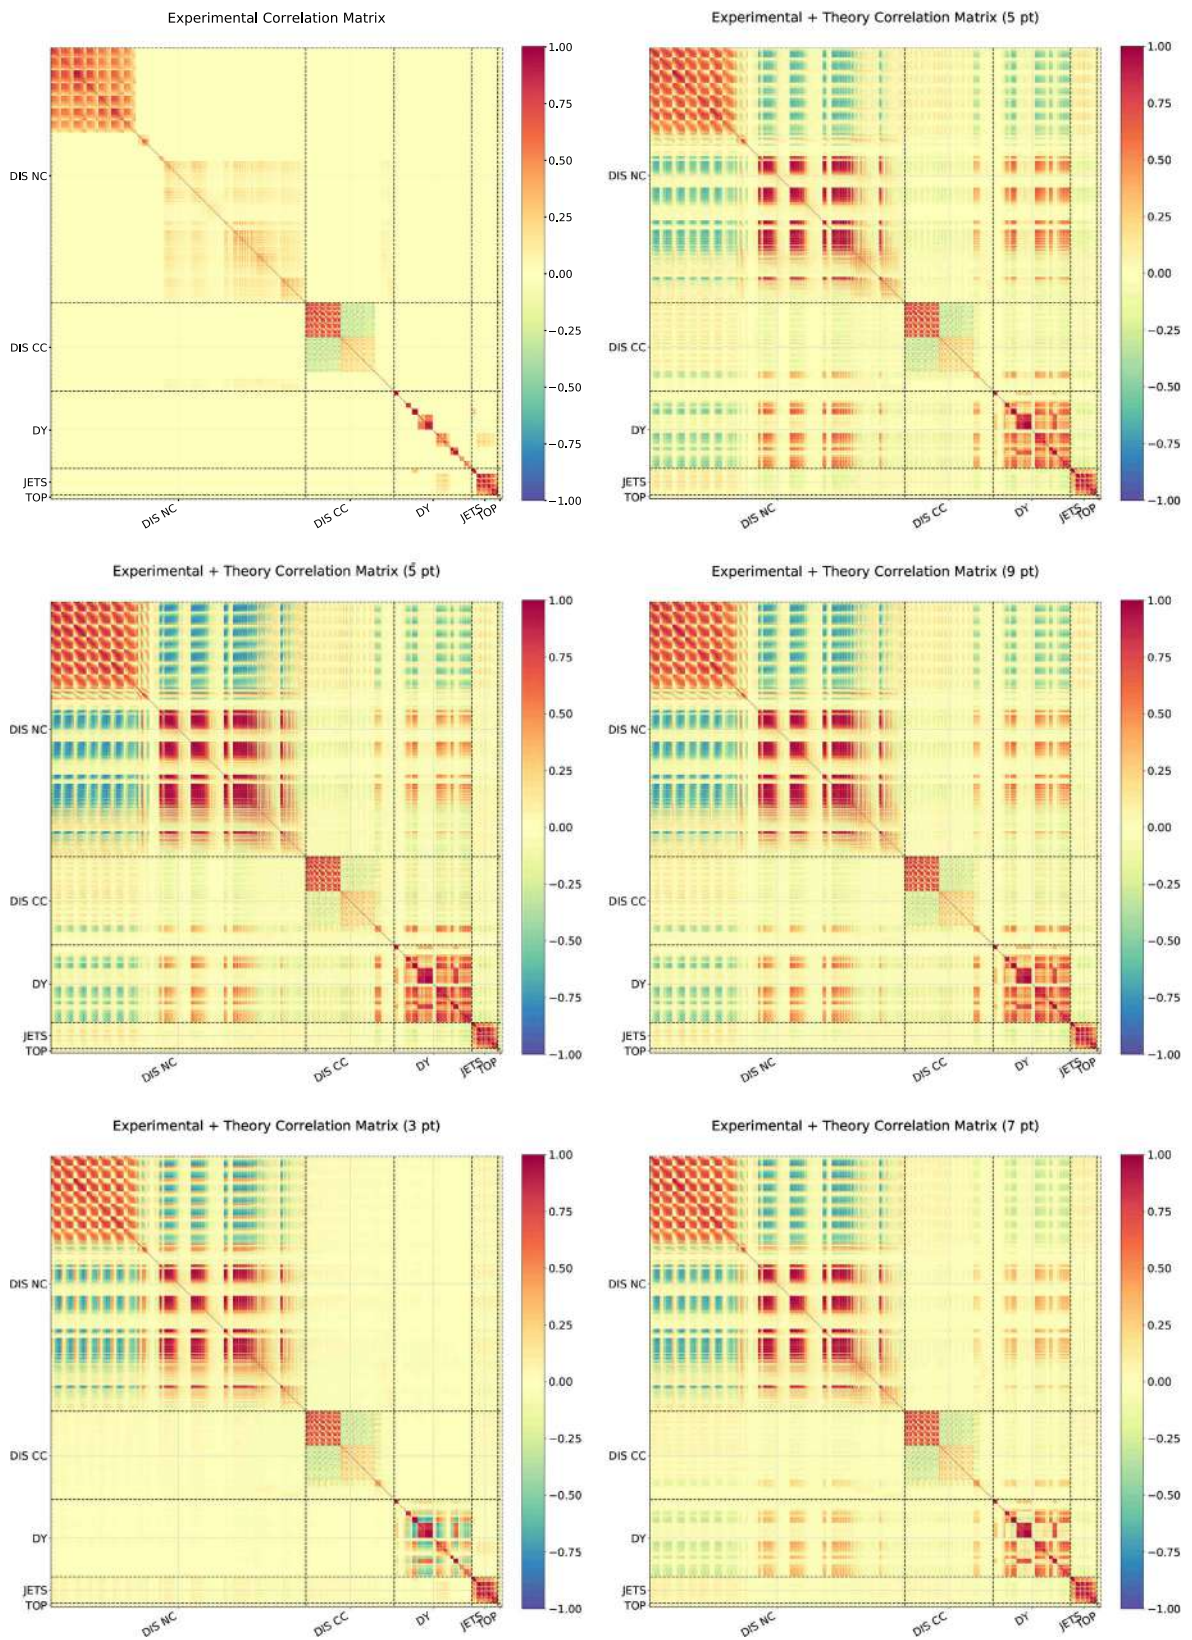 Experimental Correlation Matrix
1.00
0.75
0.50
0.25
0.00
−0.25
−0.50
−0.75
−1.00
DIS NC
DIS CC
DY
JETS
TOP
DIS NC
DIS CC
DY
JETS
TOP
Experimental + Theory Correlation Matrix (5 pt)
1.00
0.75
0.50
0.25
0.00
−0.25
−0.50
−0.75
−1.00
DIS NC
DIS CC
DY
JETS
TOP
DIS NC
DIS CC
DY
JETS
TOP
Experimental + Theory Correlation Matrix (5̄ pt)
1.00
0.75
0.50
0.25
0.00
−0.25
−0.50
−0.75
−1.00
DIS NC
DIS CC
DY
JETS
TOP
DIS NC
DIS CC
DY
JETS
TOP
Experimental + Theory Correlation Matrix (9 pt)
1.00
0.75
0.50
0.25
0.00
−0.25
−0.50
−0.75
−1.00
DIS NC
DIS CC
DY
JETS
TOP
DIS NC
DIS CC
DY
JETS
TOP
Experimental + Theory Correlation Matrix (3 pt)
1.00
0.75
0.50
0.25
0.00
−0.25
−0.50
−0.75
−1.00
DIS NC
DIS CC
DY
JETS
TOP
DIS NC
DIS CC
DY
JETS
TOP
Experimental + Theory Correlation Matrix (7 pt)
1.00
0.75
0.50
0.25
0.00
−0.25
−0.50
−0.75
−1.00
DIS NC
DIS CC
DY
JETS
TOP
DIS NC
DIS CC
DY
JETS
TOP